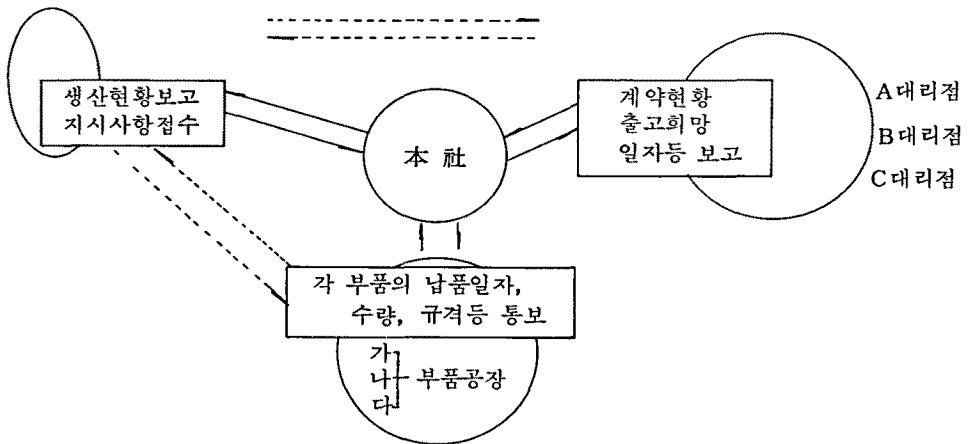 생산현황보고
지시사항접수
本社
계약현황
출고희망
일자등 보고
A대리점
B대리점
C대리점
각 부품의 납품일자,
수량, 규격등 통보
가
나 부품공장
다